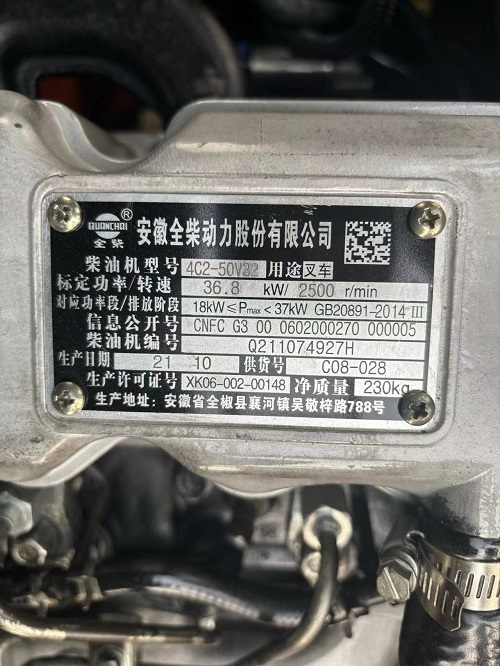 QUANCHAI ®
全柴
安徽全柴动力股份有限公司
柴油机型号 4C2-50V32 用途 叉车
标定功率/转速 36.8 kW/ 2500 r/min
对应功率段/排放阶段 18kW≤Pmax<37kW GB20891-2014 III
信息公开号 CNFC G3 00 0602000270 000005
柴油机编号 Q211074927H
生产日期 21 10 供货号 C08-028
生产许可证号 XK06-002-00148 净质量 230kg
生产地址: 安徽省全椒县襄河镇吴敬梓路788号